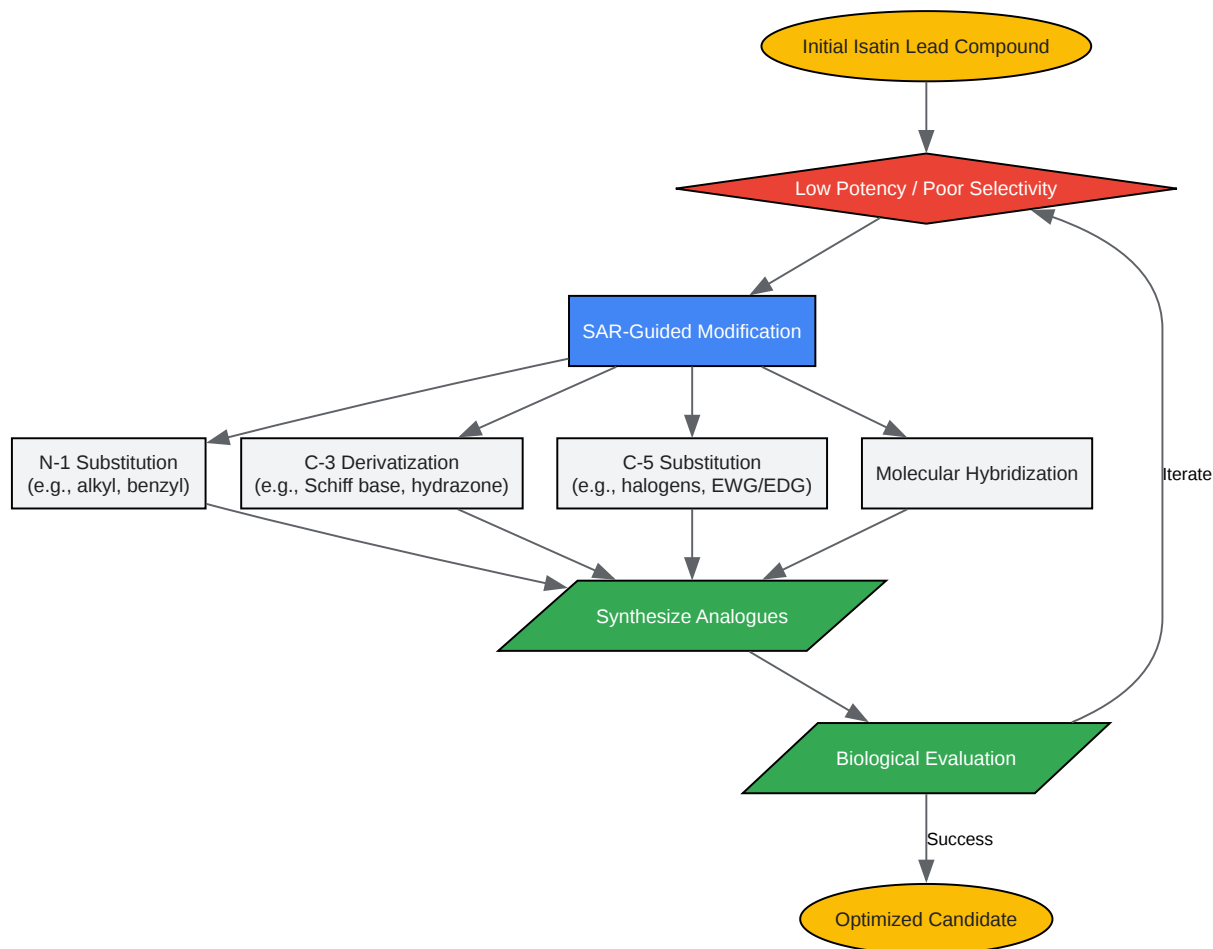 Initial Isatin Lead Compound
Low Potency / Poor Selectivity
SAR-Guided Modification
N-1 Substitution
(e.g., alkyl, benzyl)
C-3 Derivatization
(e.g., Schiff base, hydrazone)
C-5 Substitution
(e.g., halogens, EWG/EDG)
Molecular Hybridization
Iterate
Synthesize Analogues
Biological Evaluation
Success
Optimized Candidate